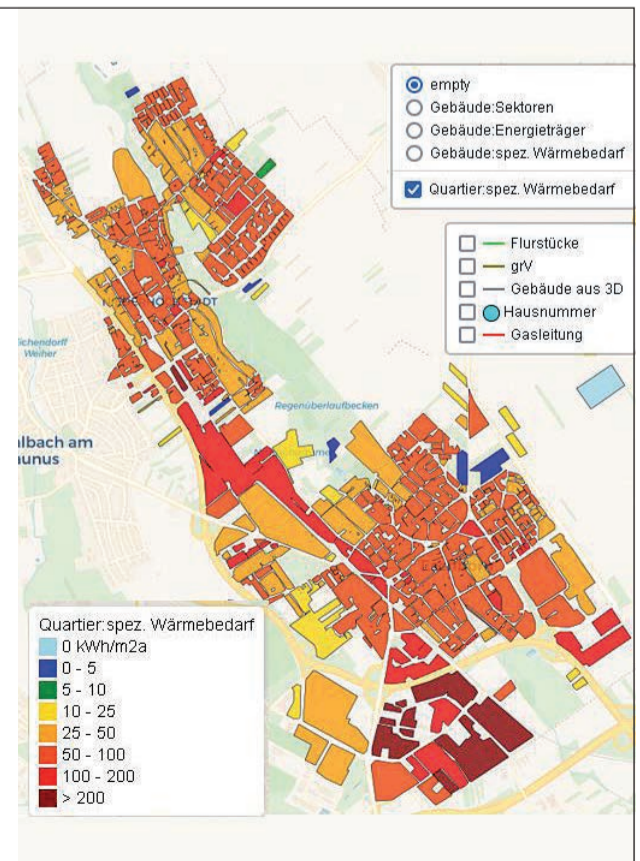 empty
Gebäude:Sektoren
Gebäude:Energieträger
Gebäude:spez. Wärmebedarf
Quartier:spez. Wärmebedarf
Flurstücke
grV
Gebäude aus 3D
Hausnummer
Gasleitung
ichendorff
Weiher
Regenüberlaufbecken
lbach am
unus
Quartier:spez. Wärmebedarf
0 kWh/m2a
0 - 5
5 - 10
10 - 25
25 - 50
50 - 100
100 - 200
> 200